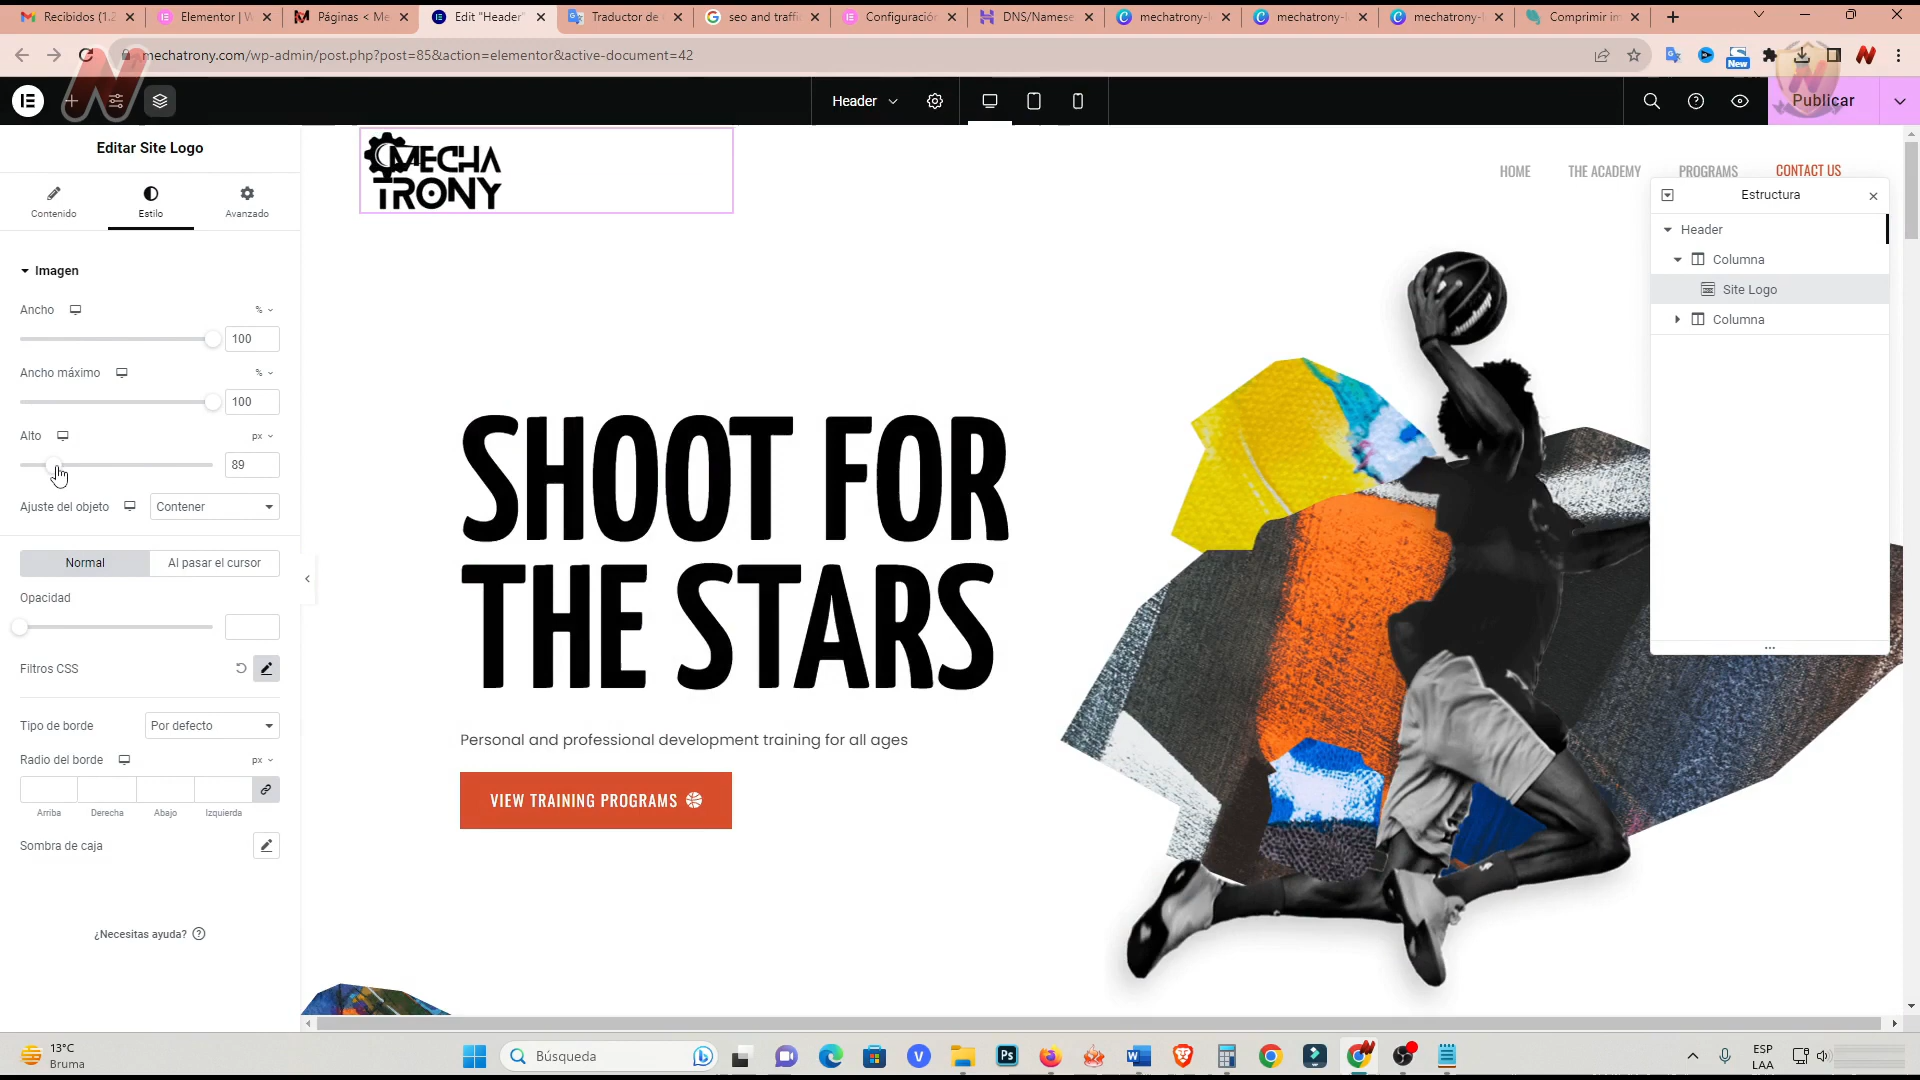 Recibidos (1.2
Elementor | W
Páginas < Me
Edit "Header"
Traductor de
seo and traffi
Configuración
DNS/Namese
mechatrony-l
mechatrony-l
mechatrony-l
Comprimir im
mechatrony.com/wp-admin/post.php?post=85&action=elementor&active-document=42
New
Header
Publicar
Editar Site Logo
Contenido
Estilo
Avanzado
Imagen
Ancho
%
100
Ancho máximo
%
100
Alto
px
89
Ajuste del objeto
Contener
Normal
Al pasar el cursor
Opacidad
Filtros CSS
Tipo de borde
Por defecto
Radio del borde
px
Arriba
Derecha
Abajo
Izquierda
Sombra de caja
¿Necesitas ayuda?
MECHA
TRONY
HOME
THE ACADEMY
PROGRAMS
CONTACT US
SHOOT FOR
THE STARS
Personal and professional development training for all ages
VIEW TRAINING PROGRAMS
Estructura
Header
Columna
Site Logo
Columna
13°C
Bruma
Búsqueda
ESP
LAA